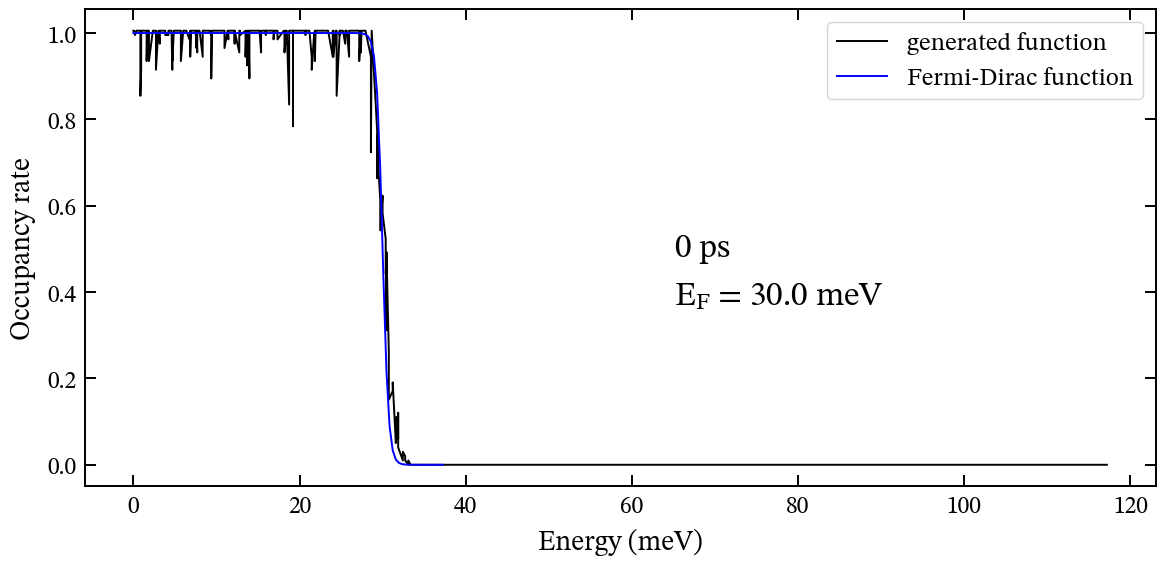 generated function
Fermi-Dirac function
1.0
0.8
0.6
0.4
0.2
0.0
Occupancy rate
0 ps
E_F = 30.0 meV
0 20 40 60 80 100 120
Energy (meV)